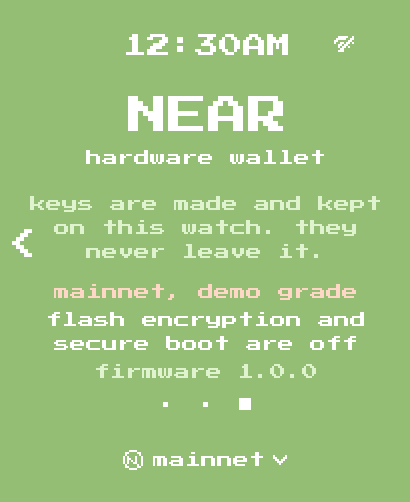 12:30AM
NEAR
hardware wallet
keys are made and kept
on this watch. they
never leave it.
mainnet, demo grade
flash encryption and
secure boot are off
firmware 1.0.0
mainnet